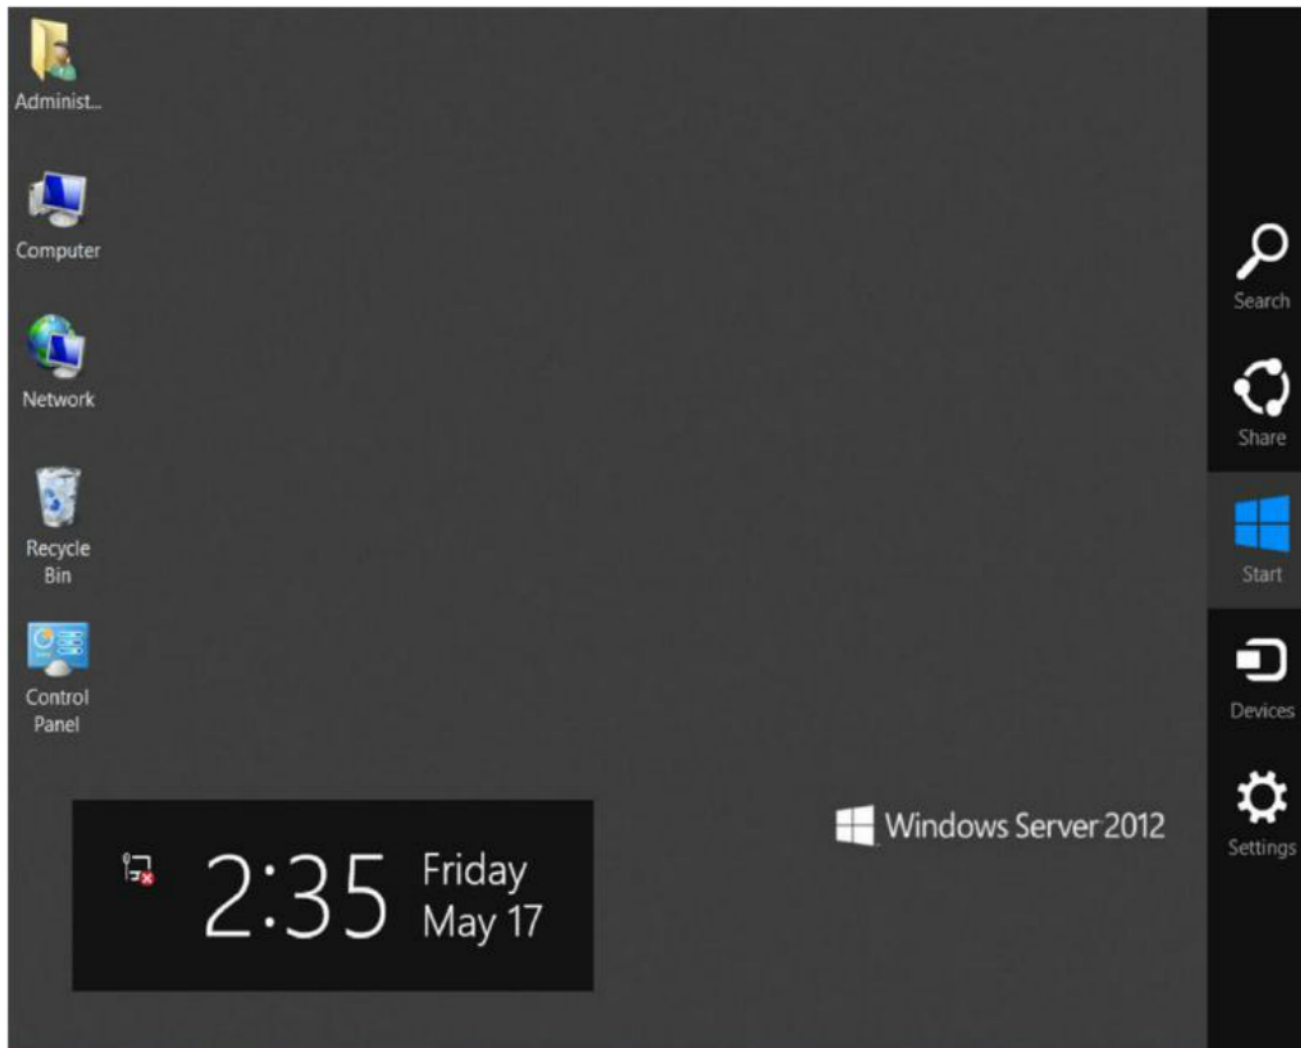 Administ...
Computer
Network
Recycle
Bin
Control
Panel
Search
Share
Start
Devices
Settings
Windows Server 2012
2:35
Friday
May 17